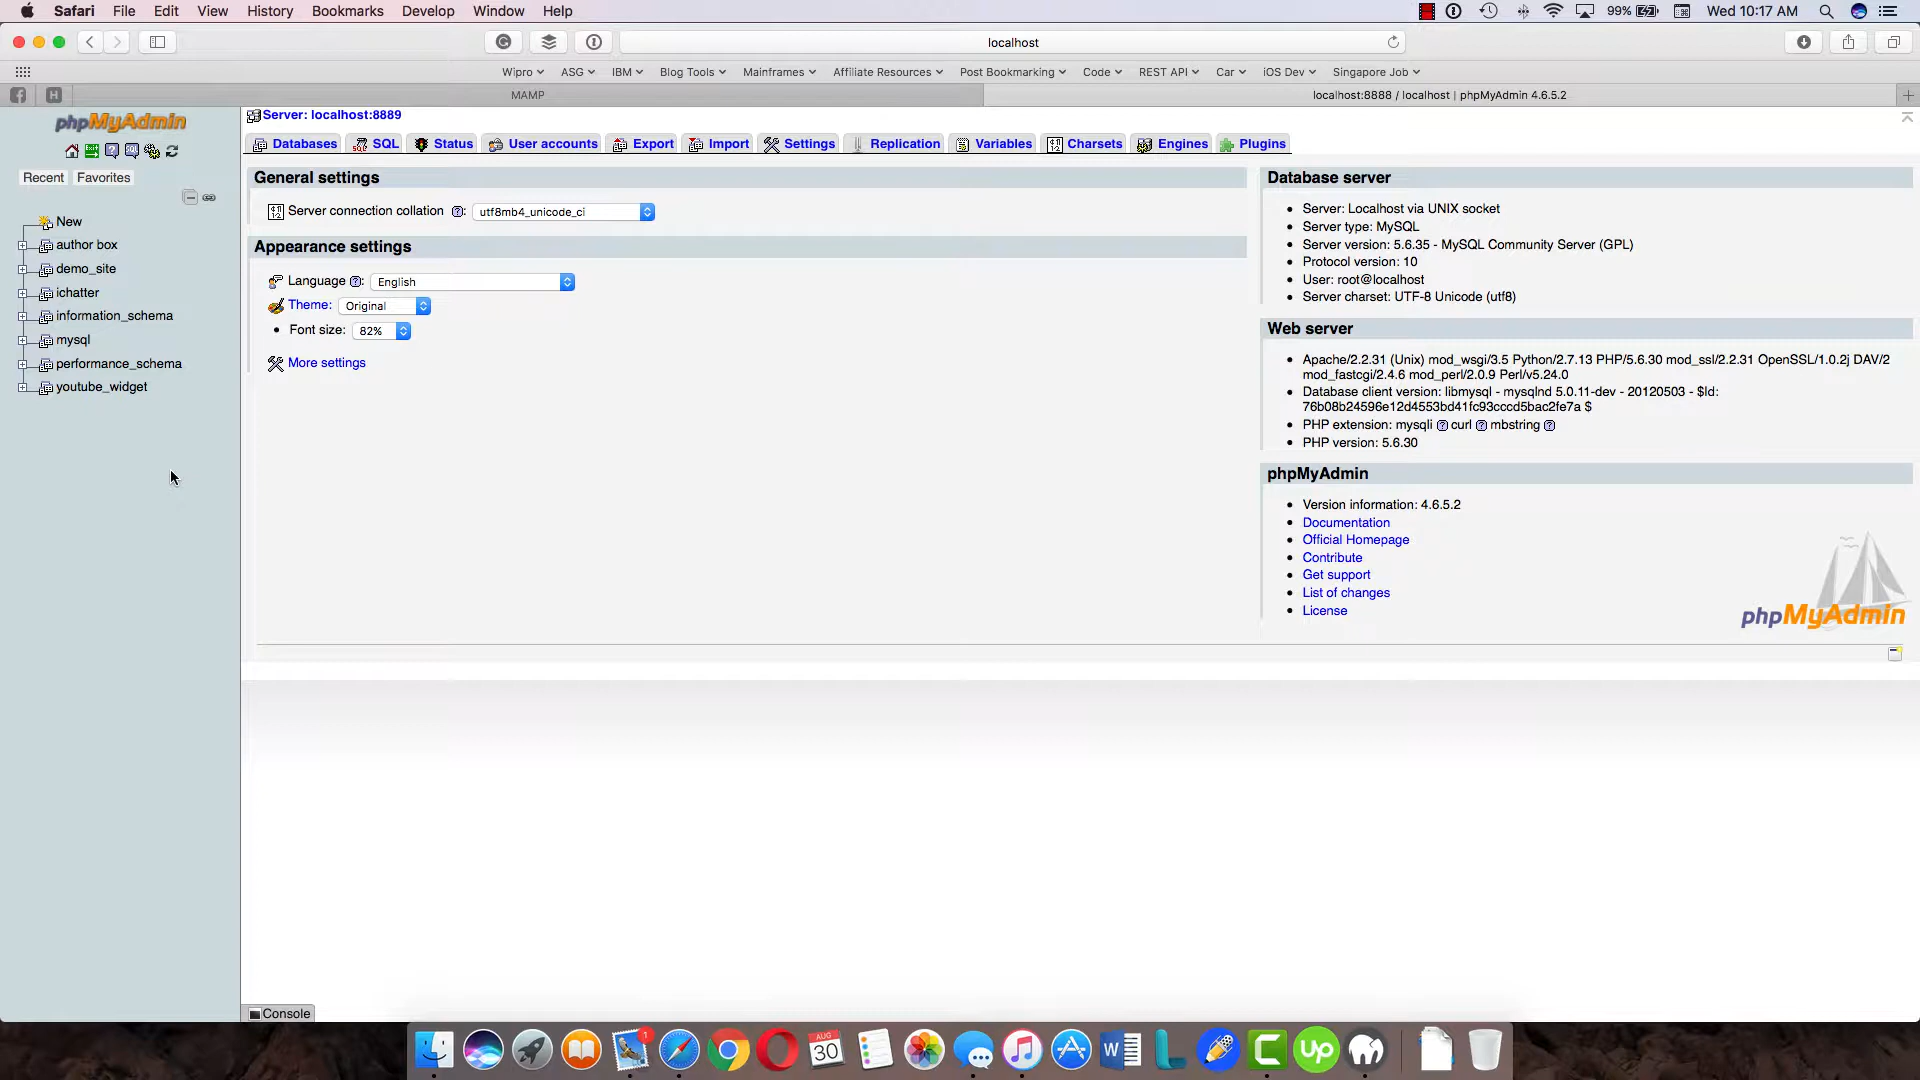 Safari File Edit View History Bookmarks Develop Window Help 99% Wed 10:17 AM
localhost
Wipro ASG IBM Blog Tools Mainframes Affiliate Resources Post Bookmarking Code REST API Car iOS Dev Singapore Job
MAMP localhost:8888 / localhost | phpMyAdmin 4.6.5.2
phpMyAdmin
Recent Favorites
New
author box
demo_site
ichatter
information_schema
mysql
performance_schema
youtube_widget
Server: localhost:8889
Databases SQL Status User accounts Export Import Settings Replication Variables Charsets Engines Plugins
General settings
Server connection collation : utf8mb4_unicode_ci
Appearance settings
Language : English
Theme: Original
• Font size: 82%
More settings
Database server
• Server: Localhost via UNIX socket
• Server type: MySQL
• Server version: 5.6.35 - MySQL Community Server (GPL)
• Protocol version: 10
• User: root@localhost
• Server charset: UTF-8 Unicode (utf8)
Web server
• Apache/2.2.31 (Unix) mod_wsgi/3.5 Python/2.7.13 PHP/5.6.30 mod_ssl/2.2.31 OpenSSL/1.0.2j DAV/2
mod_fastcgi/2.4.6 mod_perl/2.0.9 Perl/v5.24.0
• Database client version: libmysql - mysqlnd 5.0.11-dev - 20120503 - $Id:
76b08b24596e12d4553bd41fc93cccd5bac2fe7a $
• PHP extension: mysqli curl mbstring
• PHP version: 5.6.30
phpMyAdmin
• Version information: 4.6.5.2
• Documentation
• Official Homepage
• Contribute
• Get support
• List of changes
• License
phpMyAdmin
Console
1
AUG
30
W
L
C
Up